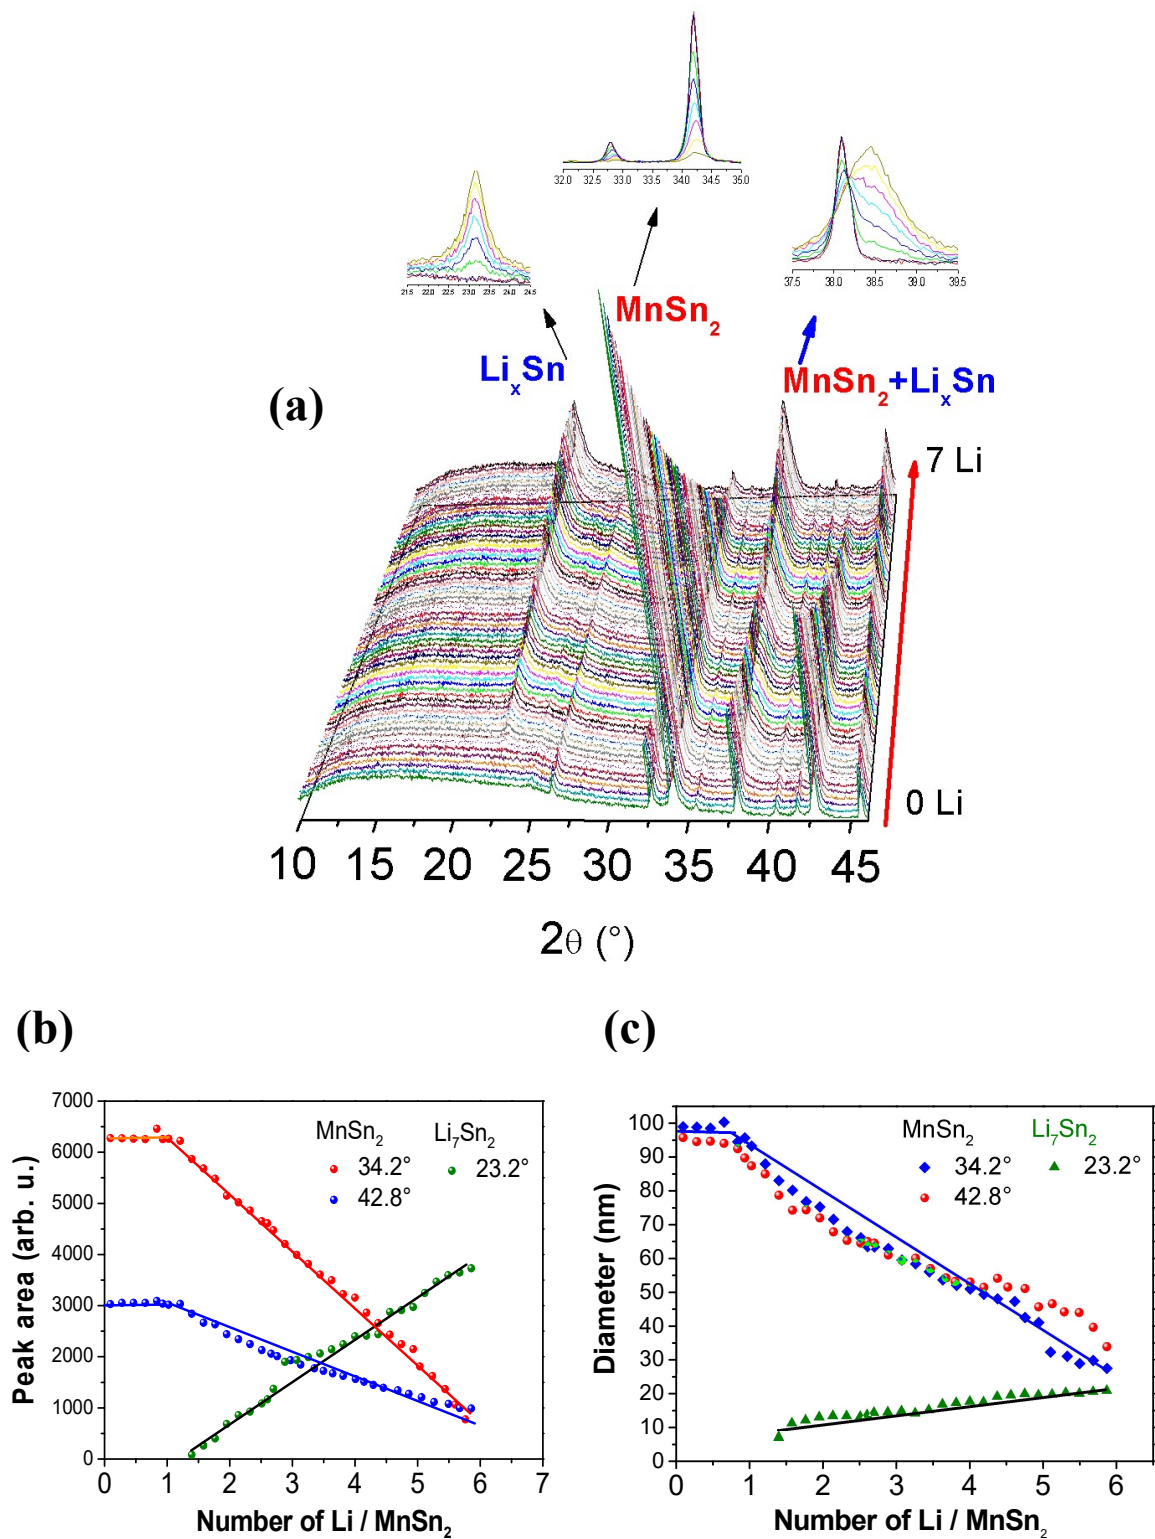 32.0 32.5 33.0 33.5 34.0 34.5 35.0
21.5 22.0 22.5 23.0 23.5 24.0 24.5
37.5 38.0 38.5 39.0 39.5
MnSn2
LixSn
MnSn2+LixSn
(a)
7 Li
0 Li
10 15 20 25 30 35 40 45
2θ (°)
(b)
7000
6000
5000
4000
3000
2000
1000
0
Peak area (arb. u.)
MnSn2 Li7Sn2
34.2° 23.2°
42.8°
0 1 2 3 4 5 6 7
Number of Li / MnSn2
(c)
100
90
80
70
60
50
40
30
20
10
0
Diameter (nm)
MnSn2 Li7Sn2
34.2° 23.2°
42.8°
0 1 2 3 4 5 6
Number of Li / MnSn2